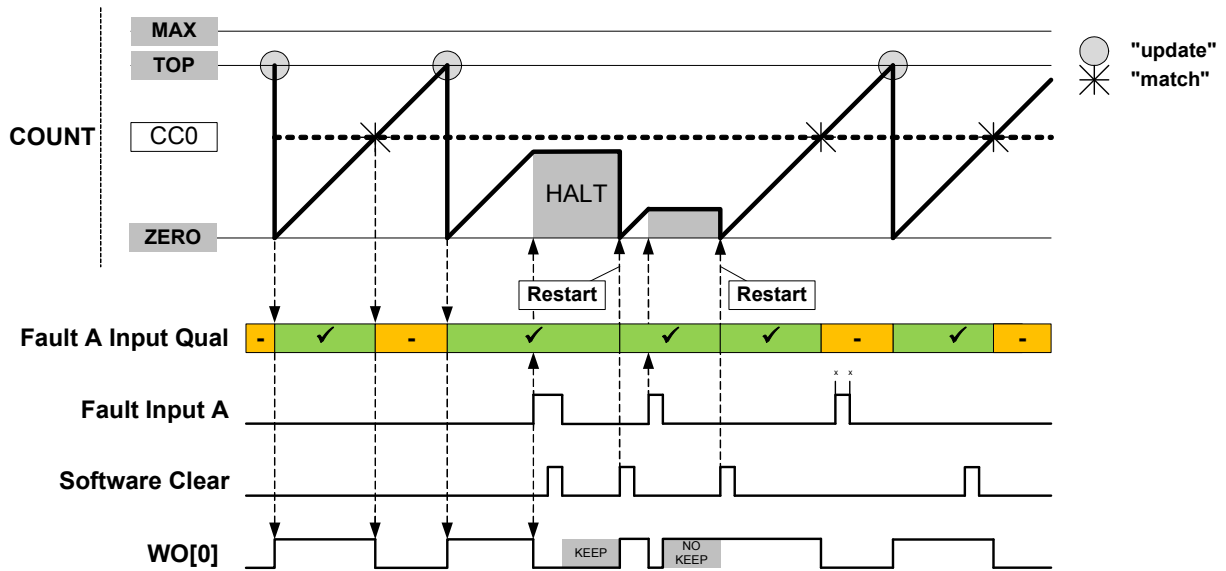 MAX
"update"
TOP
"match"
COUNT
CC0
HALT
ZERO
Restart
Restart
Fault A Input Qual
- ✓ - ✓ ✓ ✓ - ✓ -
x x
Fault Input A
Software Clear
WO[0]
KEEP
NO
KEEP